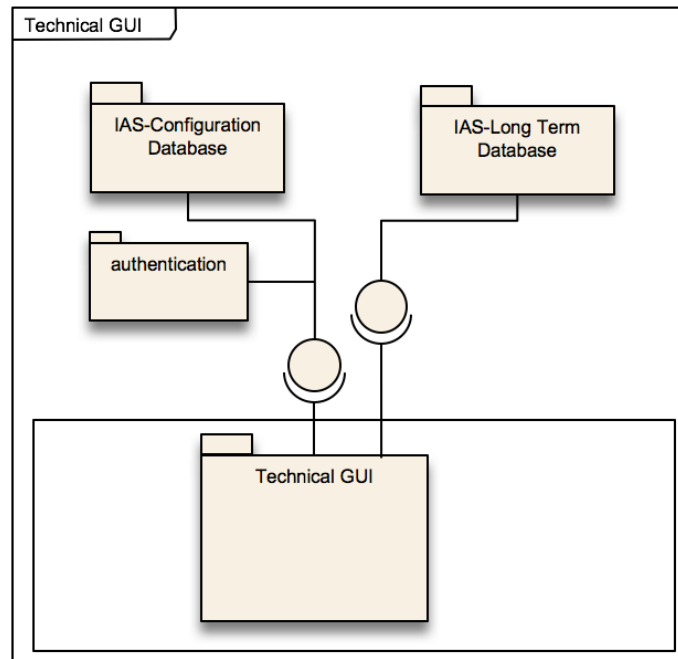 Technical GUI
IAS-Configuration
Database
IAS-Long Term
Database
authentication
Technical GUI